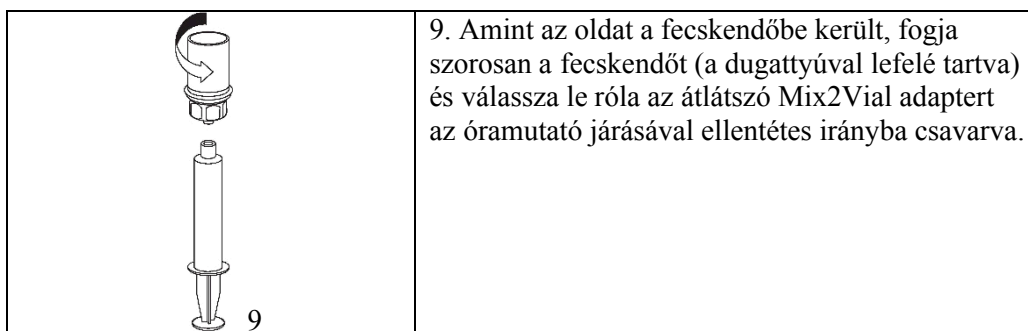 9. Amint az oldat a fecskendőbe került, fogja
szorosan a fecskendőt (a dugattyúval lefelé tartva)
és válassza le róla az átlátszó Mix2Vial adaptert
az óramutató járásával ellentétes irányba csavarva.
9